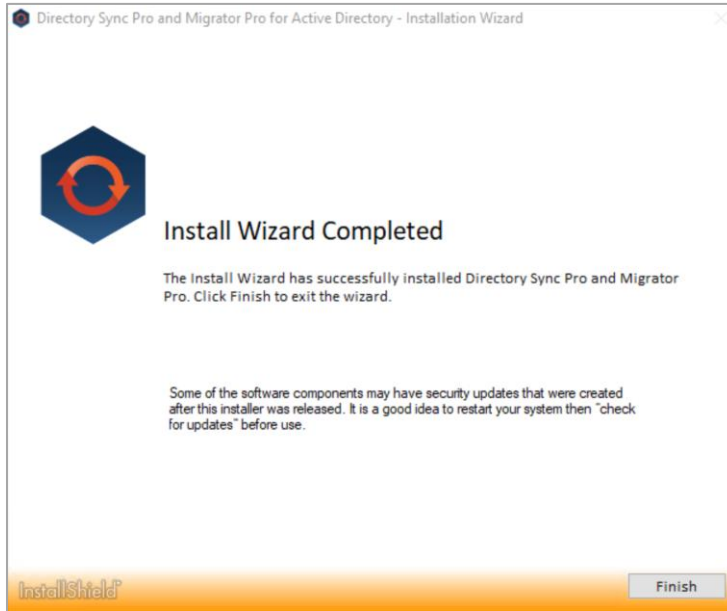 Directory Sync Pro and Migrator Pro for Active Directory - Installation Wizard
Install Wizard Completed
The Install Wizard has successfully installed Directory Sync Pro and Migrator
Pro. Click Finish to exit the wizard.
Some of the software components may have security updates that were created
after this installer was released. It is a good idea to restart your system then "check
for updates" before use.
InstallShield®
Finish